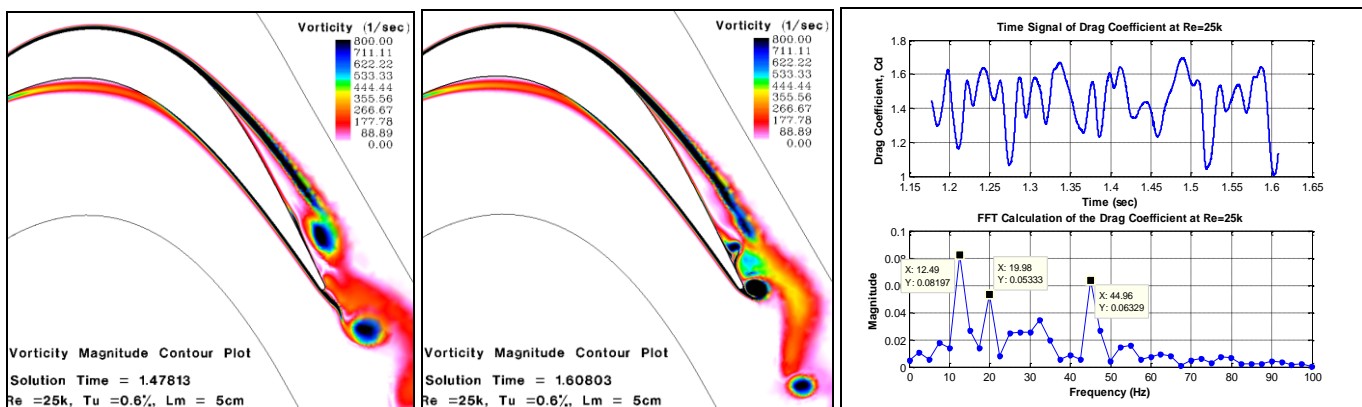 Vorticity (1/sec)
800.00
711.11
622.22
533.33
444.44
355.56
266.67
177.78
88.89
0.00
Vorticity Magnitude Contour Plot
Solution Time = 1.47813
Re =25k, Tu =0.6%, Lm = 5cm
Vorticity (1/sec)
800.00
711.11
622.22
533.33
444.44
355.56
266.67
177.78
88.89
0.00
Vorticity Magnitude Contour Plot
Solution Time = 1.60803
Re =25k, Tu =0.6%, Lm = 5cm
Time Signal of Drag Coefficient at Re=25k
Drag Coefficient, Cd
1.8
1.6
1.4
1.2
1
1.15 1.2 1.25 1.3 1.35 1.4 1.45 1.5 1.55 1.6 1.65
Time (sec)
FFT Calculation of the Drag Coefficient at Re=25k
Magnitude
0.1
0.06
0.04
0.02
0
X: 12.49
Y: 0.08197
X: 19.98
Y: 0.05333
X: 44.96
Y: 0.06329
0 10 20 30 40 50 60 70 80 90 100
Frequency (Hz)